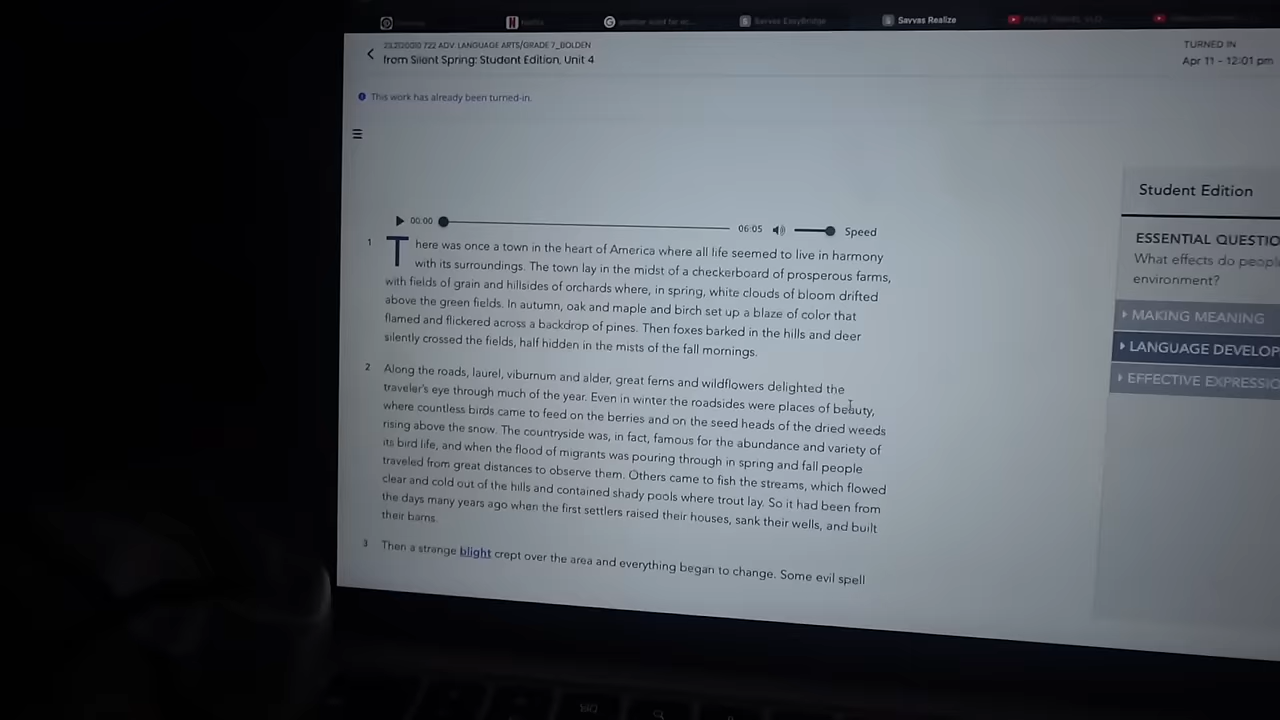 Savvas EasyBridge
Savvas Realize
23.2020010 722 ADV. LANGUAGE ARTS/GRADE 7_BOLDEN
from Silent Spring: Student Edition, Unit 4
TURNED IN
Apr 11 - 12:01 pm
This work has already been turned-in.
00:00
06:05
Speed
1 There was once a town in the heart of America where all life seemed to live in harmony
with its surroundings. The town lay in the midst of a checkerboard of prosperous farms,
with fields of grain and hillsides of orchards where, in spring, white clouds of bloom drifted
above the green fields. In autumn, oak and maple and birch set up a blaze of color that
flamed and flickered across a backdrop of pines. Then foxes barked in the hills and deer
silently crossed the fields, half hidden in the mists of the fall mornings.
2 Along the roads, laurel, viburnum and alder, great ferns and wildflowers delighted the
traveler's eye through much of the year. Even in winter the roadsides were places of beauty,
where countless birds came to feed on the berries and on the seed heads of the dried weeds
rising above the snow. The countryside was, in fact, famous for the abundance and variety of
its bird life, and when the flood of migrants was pouring through in spring and fall people
traveled from great distances to observe them. Others came to fish the streams, which flowed
clear and cold out of the hills and contained shady pools where trout lay. So it had been from
the days many years ago when the first settlers raised their houses, sank their wells, and built
their barns.
3 Then a strange blight crept over the area and everything began to change. Some evil spell
Student Edition
ESSENTIAL QUESTIO
What effects do peopl
environment?
MAKING MEANING
LANGUAGE DEVELOP
EFFECTIVE EXPRESSIO